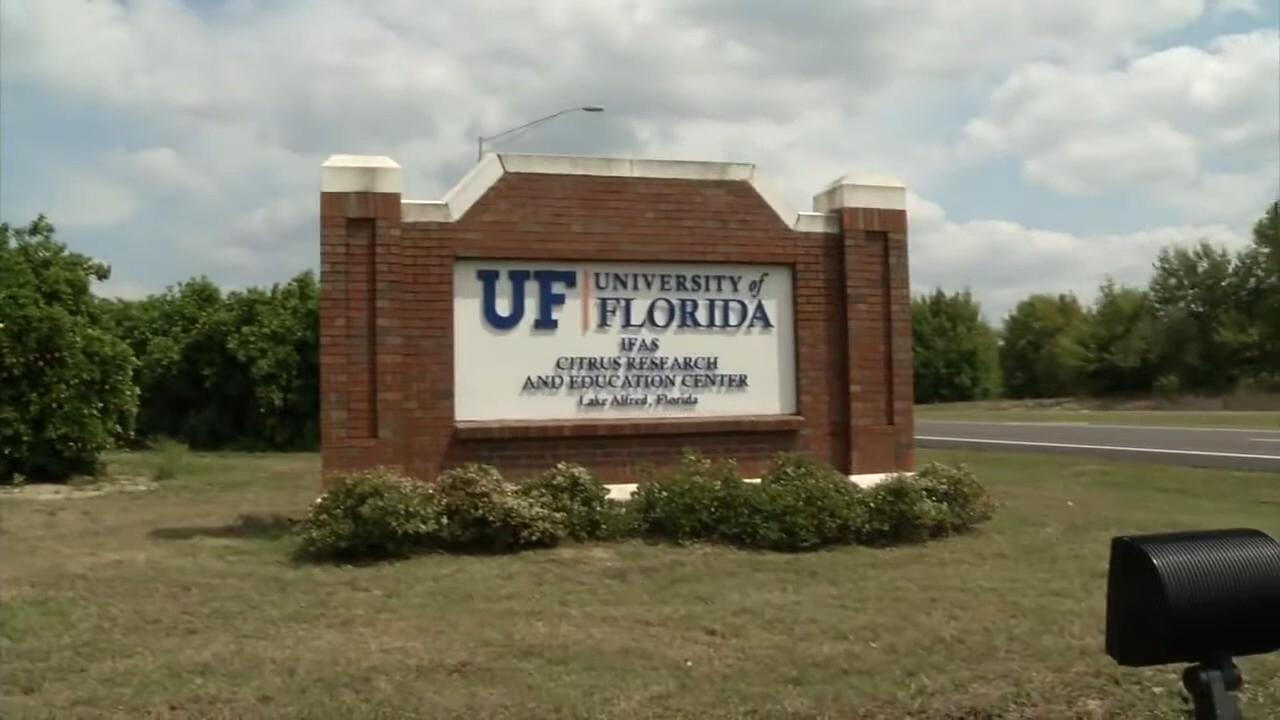 UF UNIVERSITY of
FLORIDA
IFAS
CITRUS RESEARCH
AND EDUCATION CENTER
Lake Alfred, Florida